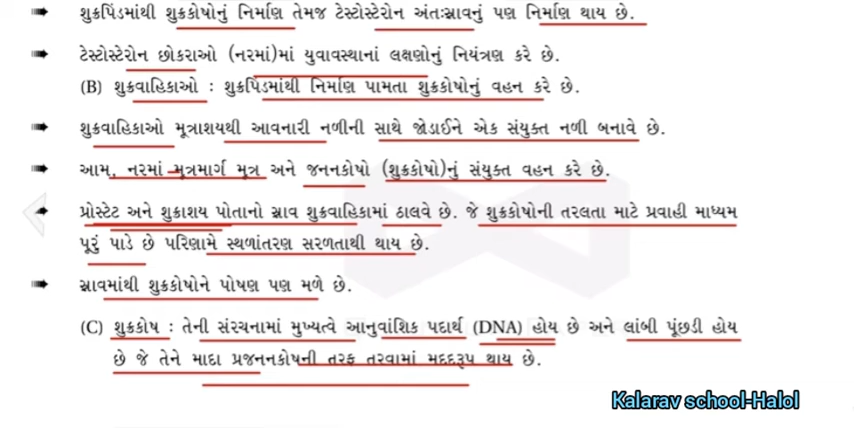 ➠ શુક્રપિંડમાંથી શુક્રકોષોનું નિર્માણ તેમજ ટેસ્ટોસ્ટેરોન અંતઃસ્રાવનું પણ નિર્માણ થાય છે.
➠ ટેસ્ટોસ્ટેરોન છોકરાઓ (નરમાં)માં યુવાવસ્થાનાં લક્ષણોનું નિયંત્રણ કરે છે.
(B) શુક્રવાહિકાઓ : શુક્રપિંડમાંથી નિર્માણ પામતા શુક્રકોષોનું વહન કરે છે.
➠ શુક્રવાહિકાઓ મૂત્રાશયથી આવનારી નળીની સાથે જોડાઈને એક સંયુક્ત નળી બનાવે છે.
➠ આમ, નરમાં મૂત્રમાર્ગ મૂત્ર અને જનનકોષો (શુક્રકોષો)નું સંયુક્ત વહન કરે છે.
➠ પ્રોસ્ટેટ અને શુક્રાશય પોતાનો સ્રાવ શુક્રવાહિકામાં ઠાલવે છે. જે શુક્રકોષોની તરલતા માટે પ્રવાહી માધ્યમ
પૂરું પાડે છે પરિણામે સ્થળાંતરણ સરળતાથી થાય છે.
➠ સ્રાવમાંથી શુક્રકોષોને પોષણ પણ મળે છે.
(C) શુક્રકોષ : તેની સંરચનામાં મુખ્યત્વે આનુવાંશિક પદાર્થ (DNA) હોય છે અને લાંબી પૂંછડી હોય
છે જે તેને માદા પ્રજનનકોષની તરફ તરવામાં મદદરૂપ થાય છે.
Kalarav school-Halol